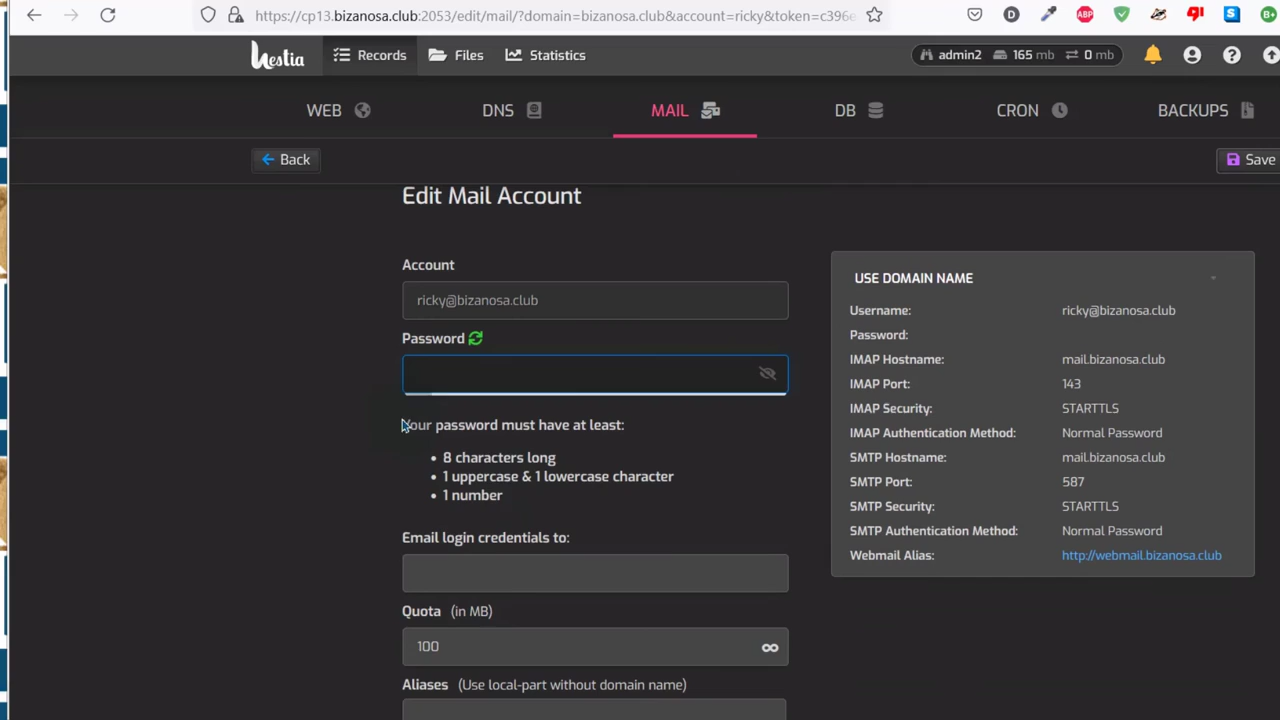 https://cp13.bizanosa.club:2053/edit/mail/?domain=bizanosa.club&account=ricky&token=c396e
D ABP S B+
Hestia Records Files Statistics admin2 165 mb 0 mb
WEB DNS MAIL DB CRON BACKUPS
Back Save
Edit Mail Account
Account
ricky@bizanosa.club
Password
Your password must have at least:
8 characters long
1 uppercase & 1 lowercase character
1 number
Email login credentials to:
Quota (in MB)
100
Aliases (Use local-part without domain name)
USE DOMAIN NAME
Username: ricky@bizanosa.club
Password:
IMAP Hostname: mail.bizanosa.club
IMAP Port: 143
IMAP Security: STARTTLS
IMAP Authentication Method: Normal Password
SMTP Hostname: mail.bizanosa.club
SMTP Port: 587
SMTP Security: STARTTLS
SMTP Authentication Method: Normal Password
Webmail Alias: http://webmail.bizanosa.club